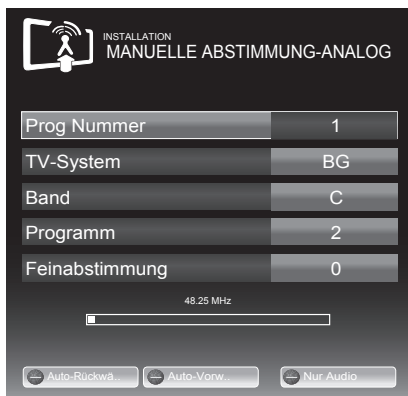 INSTALLATION
MANUELLE ABSTIMMUNG-ANALOG
Prog Nummer 1
TV-System BG
Band C
Programm 2
Feinabstimmung 0
48.25 MHz
Auto-Rückwä.. Auto-Vorw.. Nur Audio